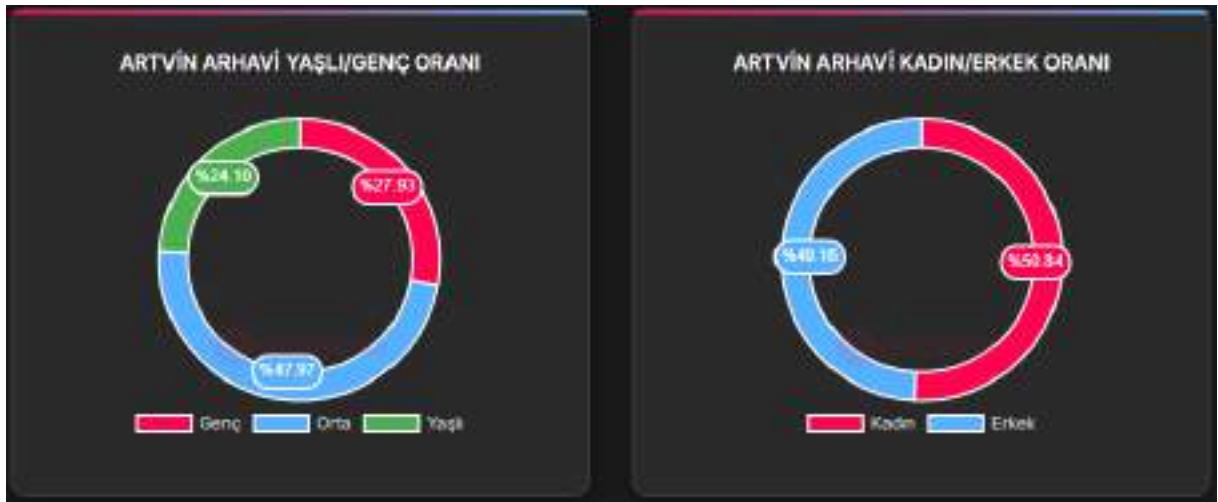 ARTVİN ARHAVİ YAŞLI/GENÇ ORANI
%24.10
%27.93
%47.97
Genç Orta Yaşlı
ARTVİN ARHAVİ KADIN/ERKEK ORANI
%49.16
%50.84
Kadın Erkek